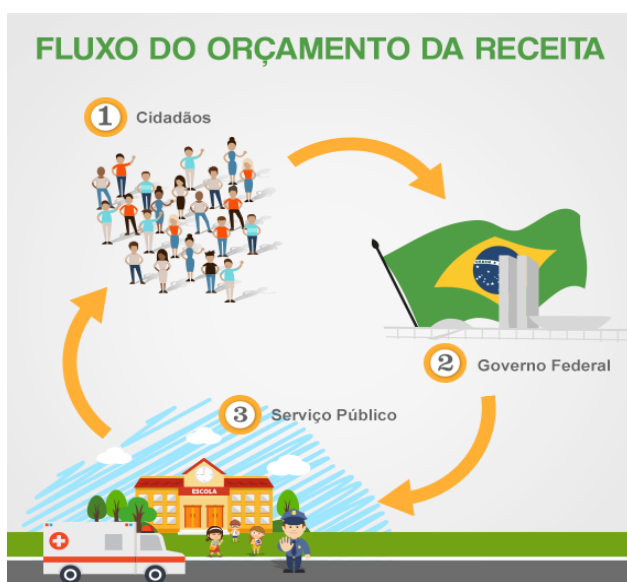 FLUXO DO ORÇAMENTO DA RECEITA
1 Cidadãos
2 Governo Federal
3 Serviço Público
ESCOLA